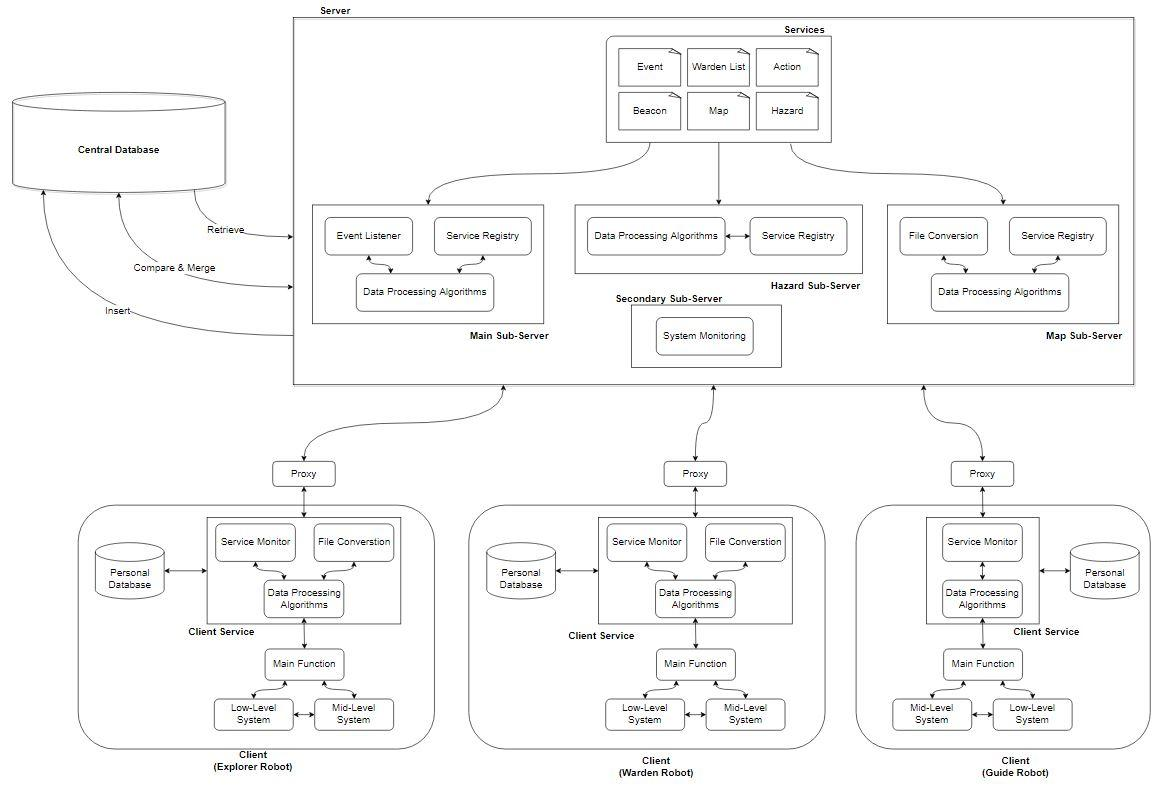 Server
Services
Event
Warden List
Action
Beacon
Map
Hazard
Central Database
Retrieve
Compare & Merge
Insert
Event Listener
Service Registry
Data Processing Algorithms
Main Sub-Server
Data Processing Algorithms
Service Registry
Hazard Sub-Server
Secondary Sub-Server
System Monitoring
File Conversion
Service Registry
Data Processing Algorithms
Map Sub-Server
Proxy
Proxy
Proxy
Personal
Database
Service Monitor
File Converstion
Data Processing
Algorithms
Client Service
Main Function
Low-Level
System
Mid-Level
System
Client
(Explorer Robot)
Personal
Database
Service Monitor
File Converstion
Data Processing
Algorithms
Client Service
Main Function
Low-Level
System
Mid-Level
System
Client
(Warden Robot)
Service Monitor
Data Processing
Algorithms
Personal
Database
Client Service
Main Function
Mid-Level
System
Low-Level
System
Client
(Guide Robot)